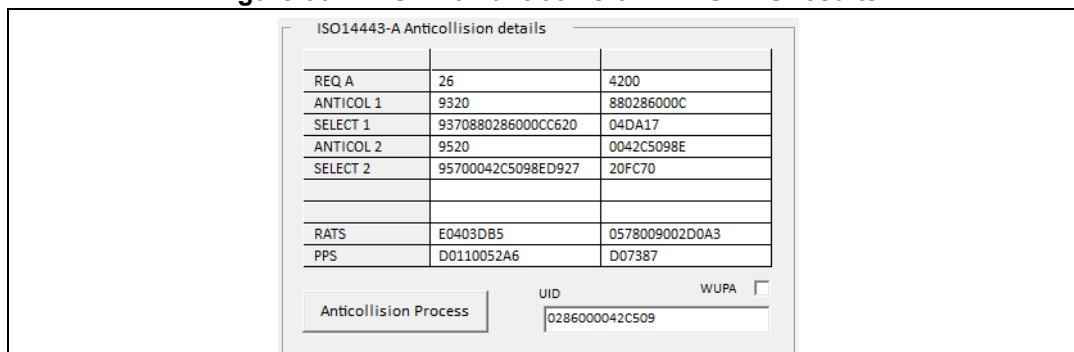 ISO14443-A Anticollision details
REQ A 26 4200
ANTICOL 1 9320 880286000C
SELECT 1 9370880286000CC620 04DA17
ANTICOL 2 9520 0042C5098E
SELECT 2 95700042C5098ED927 20FC70
RATS E0403DB5 0578009002D0A3
PPS D0110052A6 D07387
UID WUPA
Anticollision Process
0286000042C509